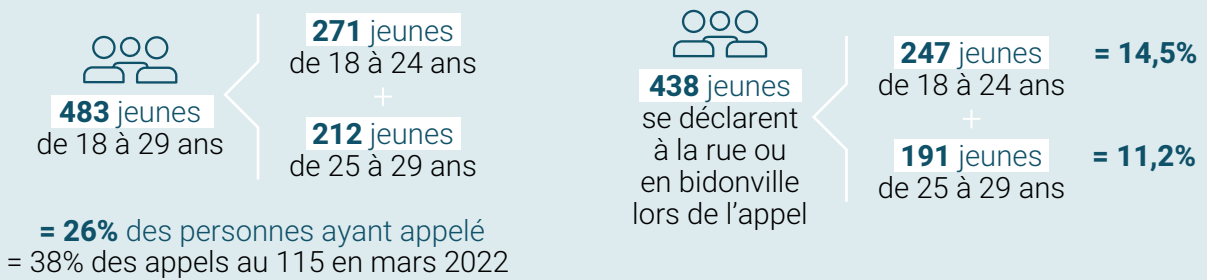 483 jeunes
de 18 à 29 ans
271 jeunes
de 18 à 24 ans
+
212 jeunes
de 25 à 29 ans
= 26% des personnes ayant appelé
= 38% des appels au 115 en mars 2022
438 jeunes
se déclarent
à la rue ou
en bidonville
lors de l'appel
247 jeunes = 14,5%
de 18 à 24 ans
+
191 jeunes = 11,2%
de 25 à 29 ans